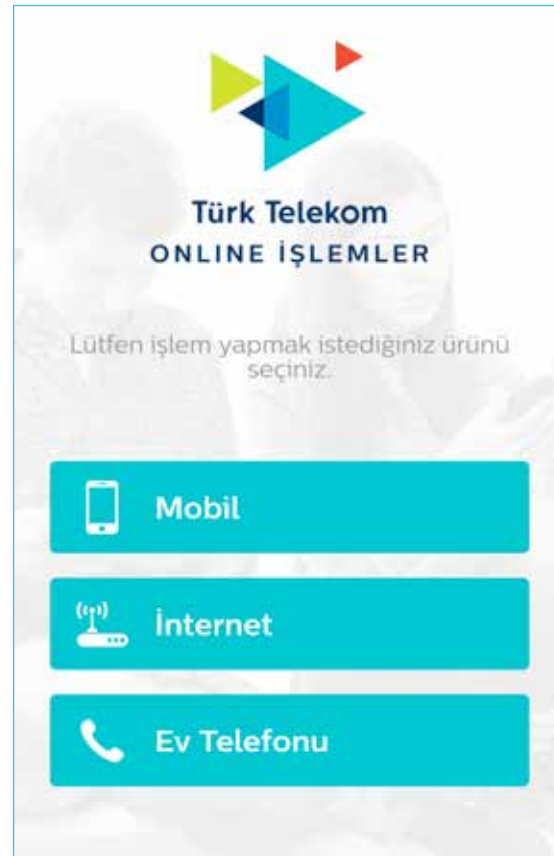 Türk Telekom
ONLINE İŞLEMLER
Lütfen işlem yapmak istediğiniz ürünü
seçiniz.
Mobil
İnternet
Ev Telefonu